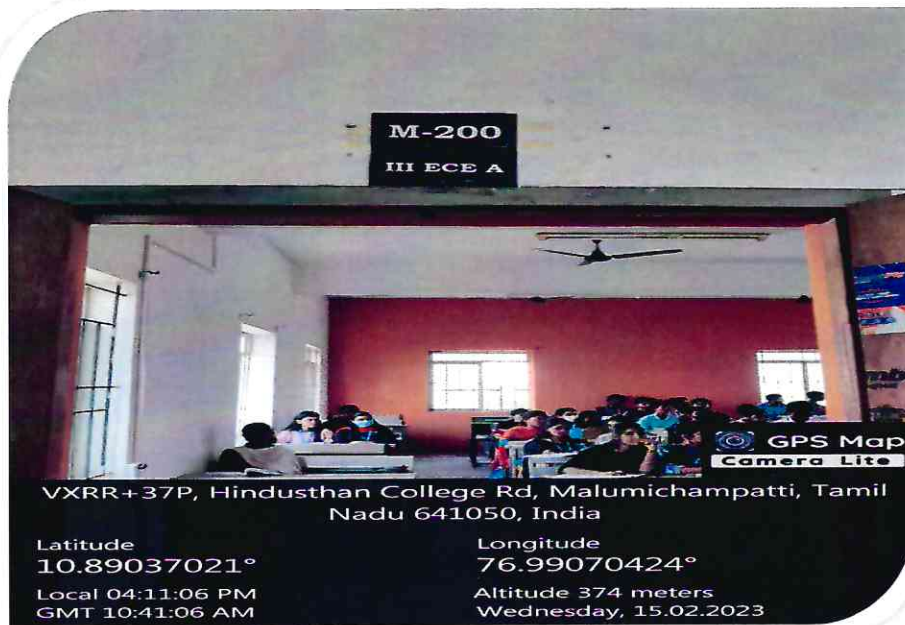 M-200
III ECE A
GPS Map
Camera Lite
VXRR+37P, Hindusthan College Rd, Malumichampatti, Tamil
Nadu 641050, India
Latitude
10.89037021°
Longitude
76.99070424°
Local 04:11:06 PM
GMT 10:41:06 AM
Altitude 374 meters
Wednesday, 15.02.2023